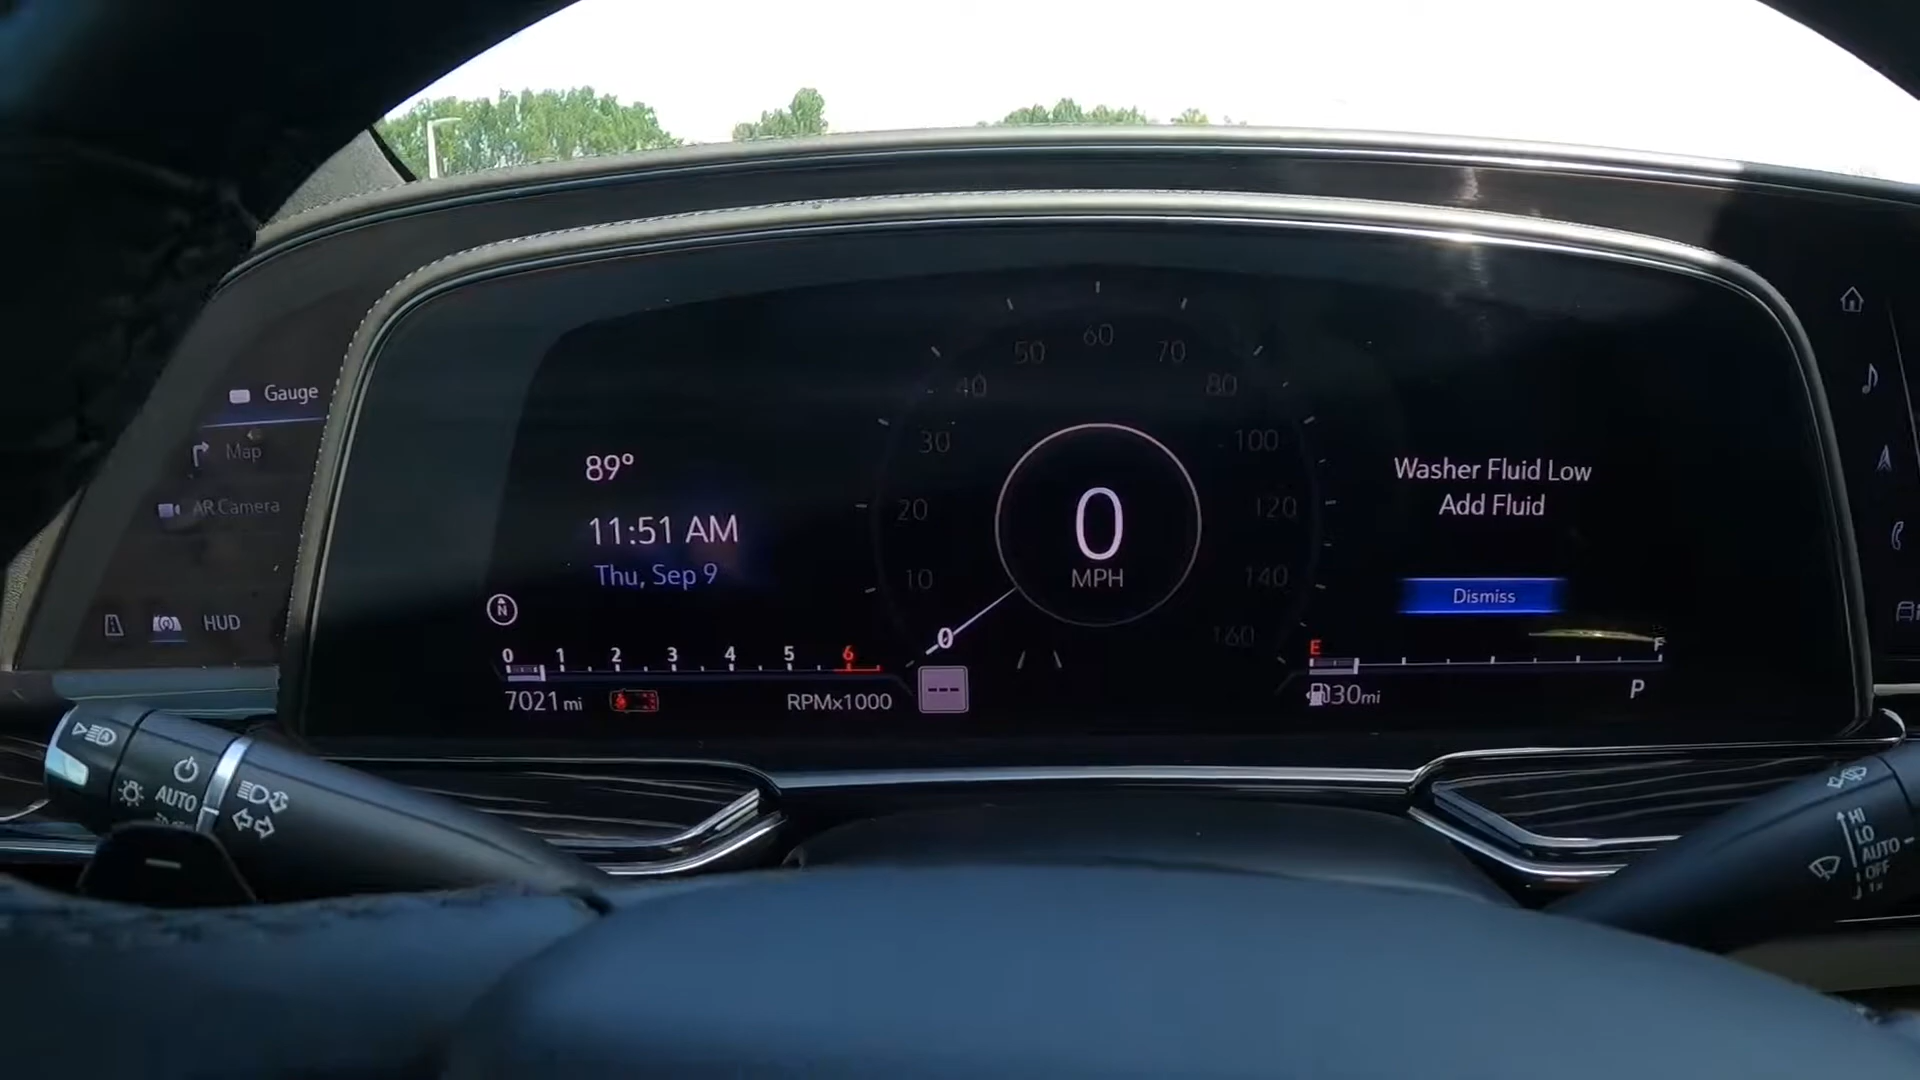 Gauge
Map
AR Camera
HUD
89°
11:51 AM
Thu, Sep 9
N
0 1 2 3 4 5 6
7021 mi
RPMx1000
0 10 20 30 40 50 60 70 80 100 120 140 160
0
MPH
---
Washer Fluid Low
Add Fluid
Dismiss
E F
30mi
P
A
AUTO
HI
LO
AUTO
OFF
1x